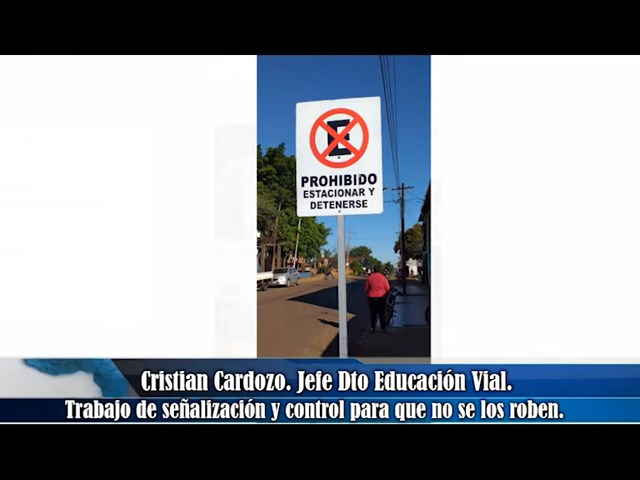 E
PROHIBIDO
ESTACIONAR Y
DETENERSE
Cristian Cardozo. Jefe Dto Educación Vial.
Trabajo de señalización y control para que no se los roben.